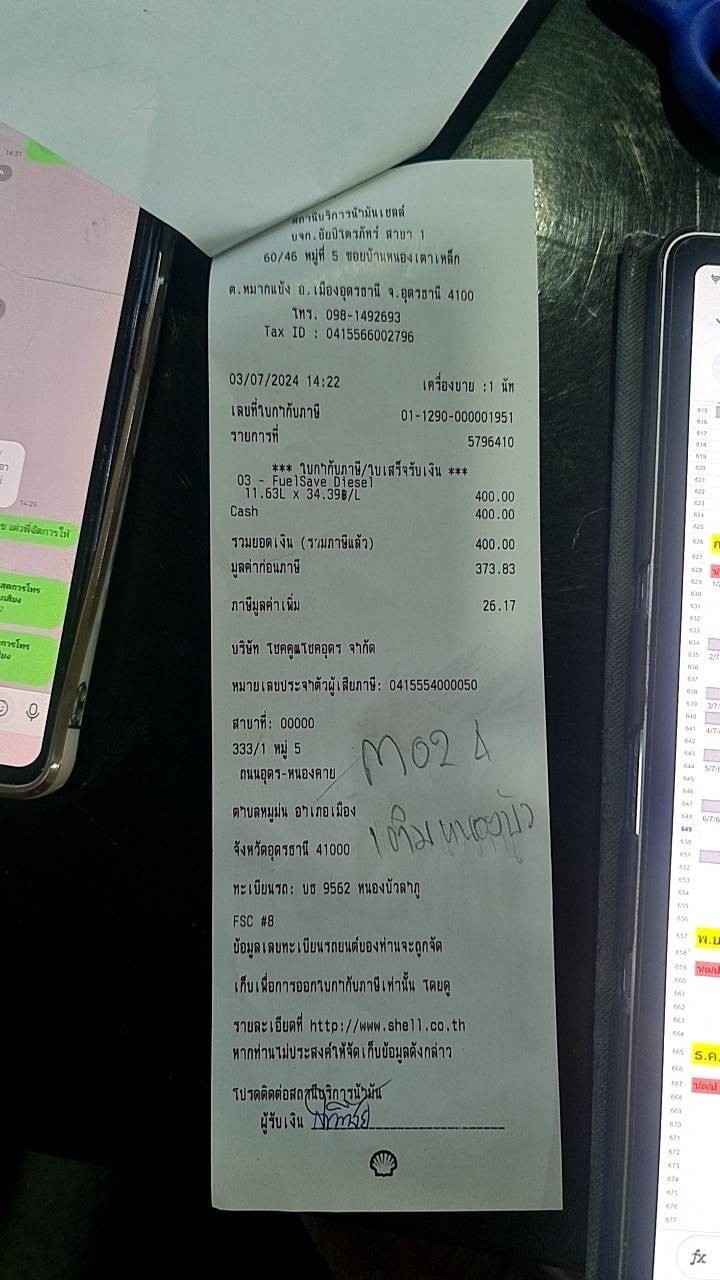 สถานีบริการน้ำมันเชลล์
60/46 หมู่ที่ 5 ซอยบ้านหนองเตาเหล็ก
ต.หมากแข้ง อ.เมืองอุดรธานี จ.อุดรธานี 4100
โทร. 098-1492693
Tax ID : 0415566002796
03/07/2024 14:22 เครื่องขาย :1 นัท
เลขที่ใบกำกับภาษี 01-1290-000001951
รายการที่ 5796410
*** ใบกำกับภาษี/ใบเสร็จรับเงิน ***
03 - FuelSave Diesel
11.63L x 34.39฿/L 400.00
Cash 400.00
รวมยอดเงิน (รวมภาษีแล้ว) 400.00
มูลค่าก่อนภาษี 373.83
ภาษีมูลค่าเพิ่ม 26.17
บริษัท โชคคูณโชคอุดร จำกัด
หมายเลขประจำตัวผู้เสียภาษี: 0415554000050
สาขาที่: 00000
333/1 หมู่ 5
ถนนอุดร-หนองคาย
M024
ตำบลหมูม่น อำเภอเมือง
เติมหนองบัว
จังหวัดอุดรธานี 41000
ทะเบียนรถ: บธ 9562 หนองบัวลำภู
FSC #8
ข้อมูลเลขทะเบียนรถยนต์ของท่านจะถูกจัด
เก็บเพื่อการออกใบกำกับภาษีเท่านั้น โดยดู
รายละเอียดที่ http://www.shell.co.th
หากท่านไม่ประสงค์ให้จัดเก็บข้อมูลดังกล่าว
โปรดติดต่อสถานีบริการน้ำมัน
ผู้รับเงิน